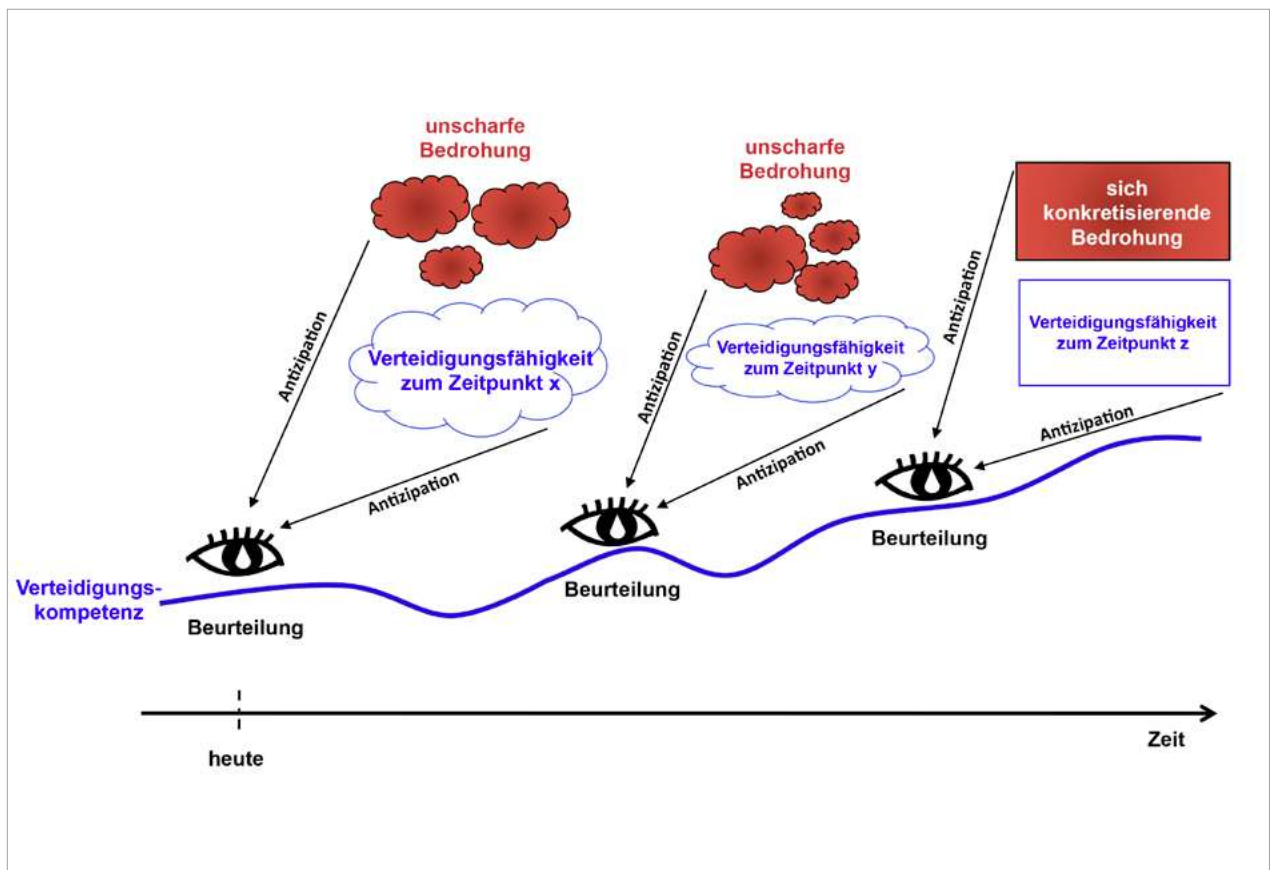 unscharfe
Bedrohung
unscharfe
Bedrohung
sich
konkretisierende
Bedrohung
Antizipation
Verteidigungsfähigkeit
zum Zeitpunkt x
Antizipation
Antizipation
Verteidigungsfähigkeit
zum Zeitpunkt y
Antizipation
Antizipation
Verteidigungsfähigkeit
zum Zeitpunkt z
Antizipation
Verteidigungs-
kompetenz
Beurteilung
Beurteilung
Beurteilung
heute
Zeit